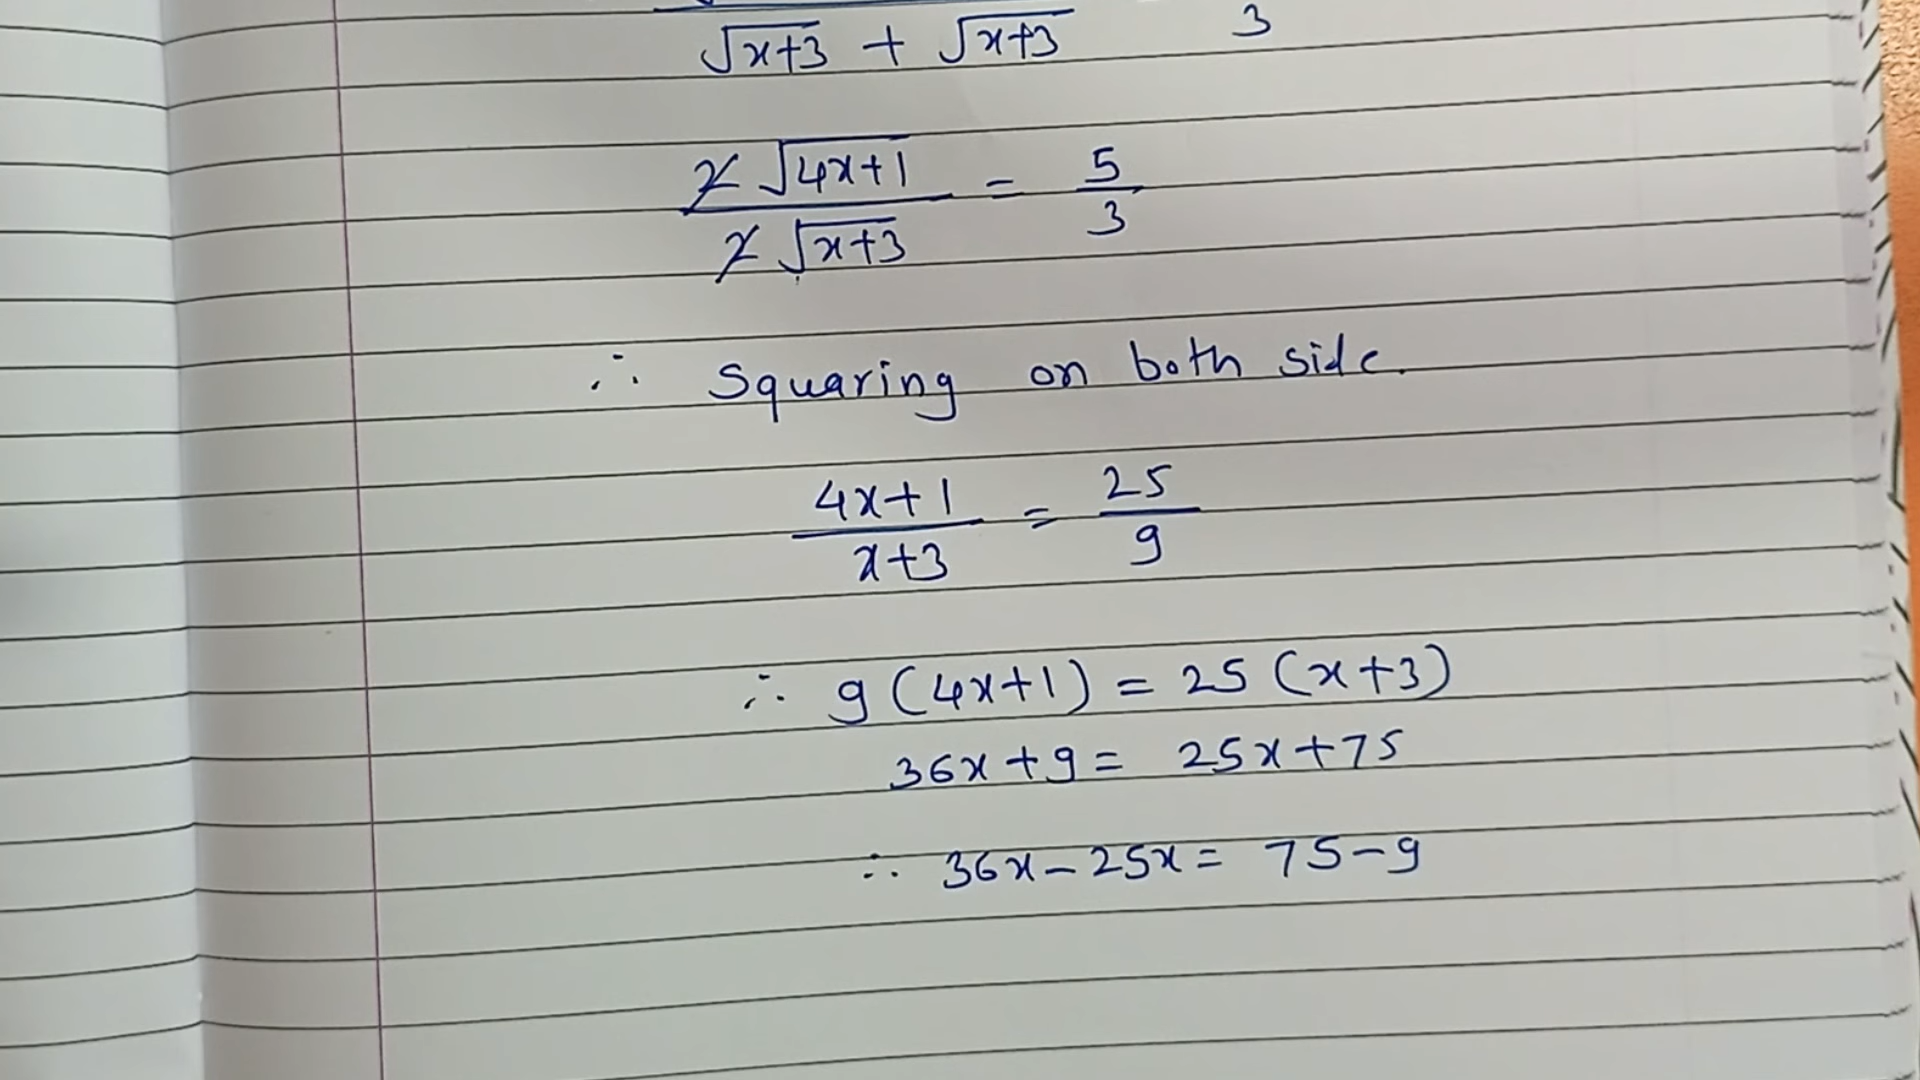 √x+3 + √x+3   3
2√4x+1 / 2√x+3 = 5/3
∴ Squaring on both side.
4x+1 / x+3 = 25/9
∴ 9(4x+1) = 25(x+3)
36x+9 = 25x+75
∴ 36x-25x = 75-9